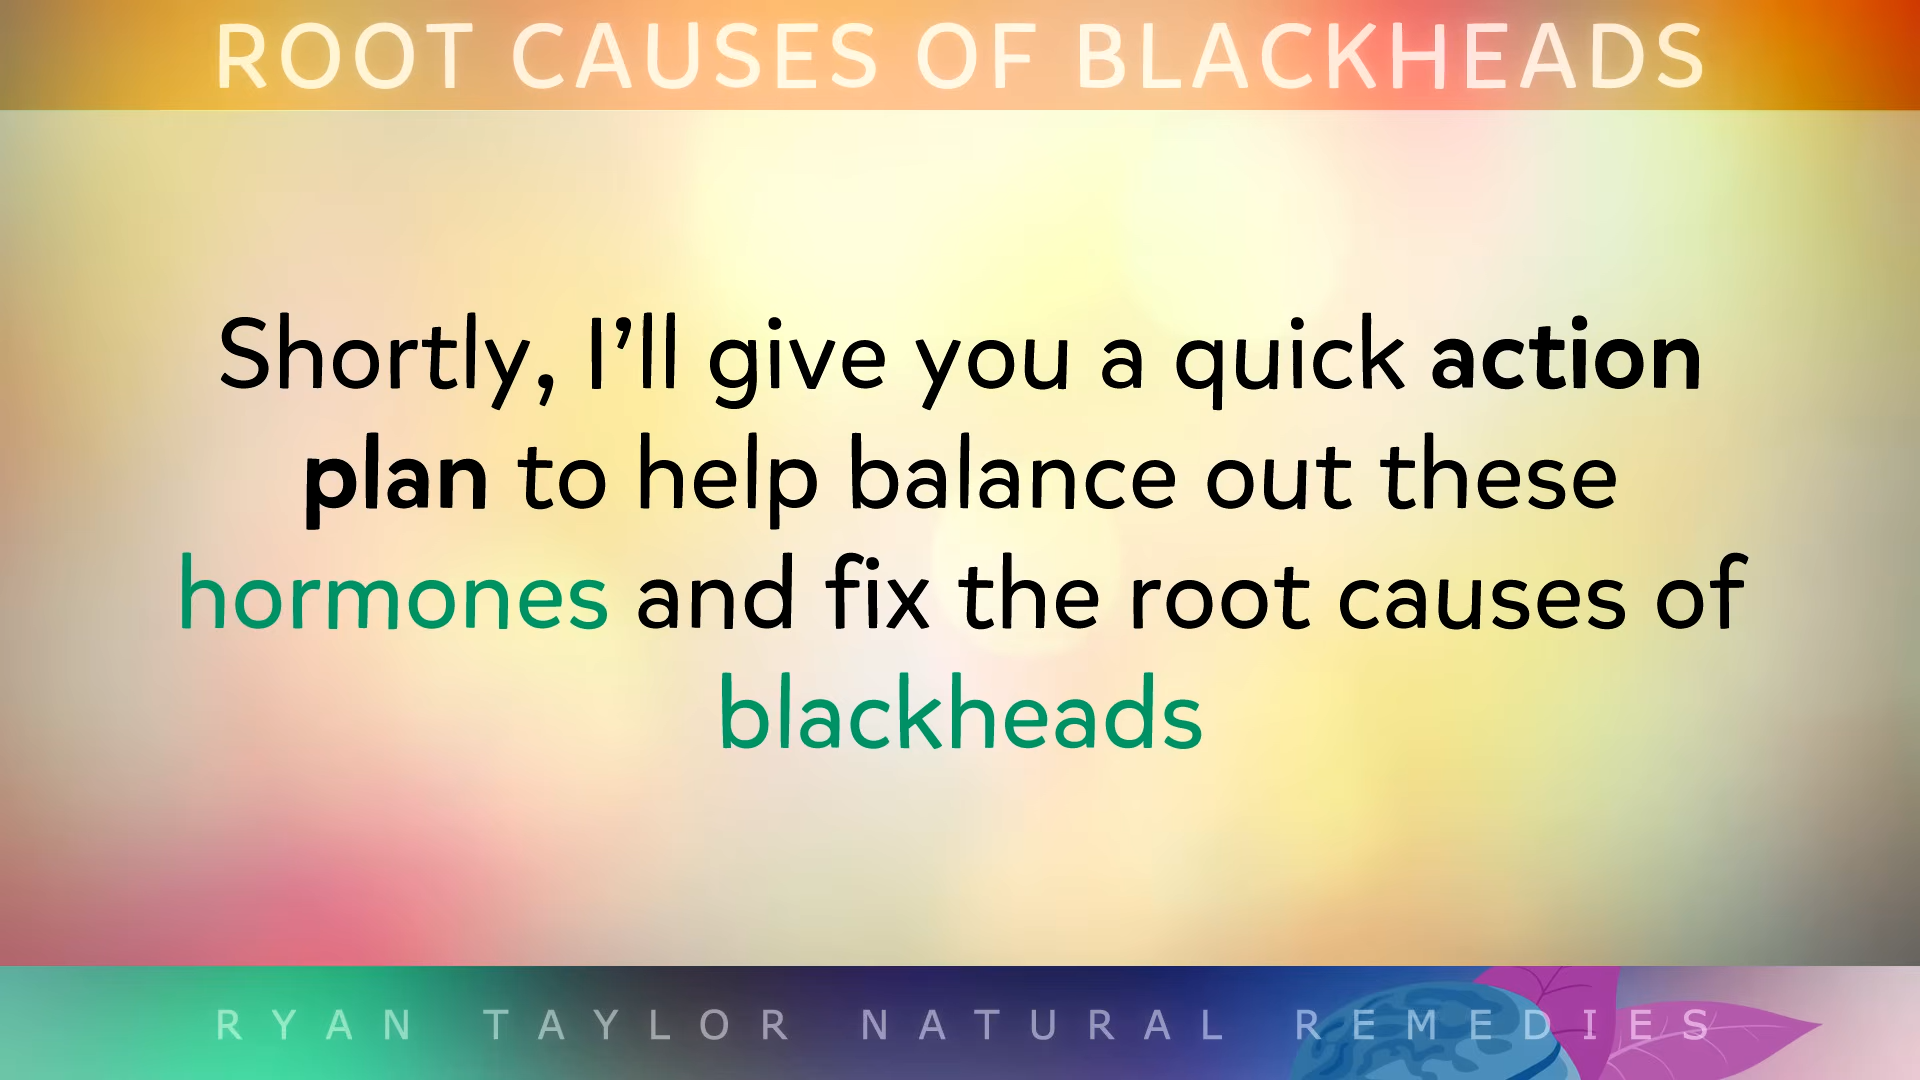 ROOT CAUSES OF BLACKHEADS
Shortly, I’ll give you a quick action
plan to help balance out these
hormones and fix the root causes of
blackheads
RYAN TAYLOR NATURAL REMEDIES